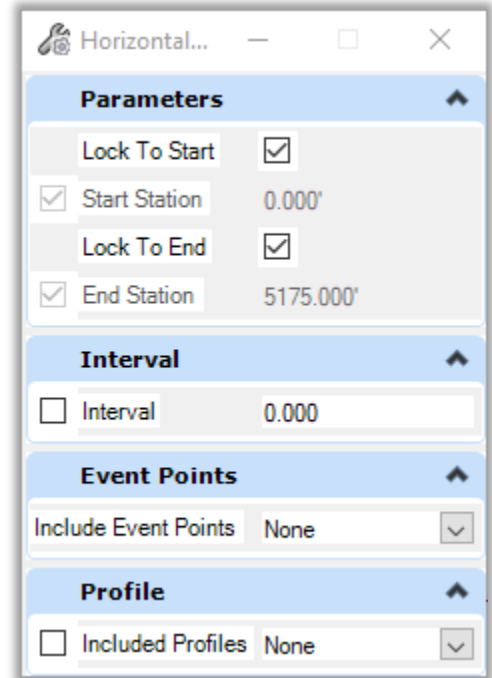 Horizontal...
Parameters
Lock To Start
Start Station 0.000'
Lock To End
End Station 5175.000'
Interval
Interval 0.000
Event Points
Include Event Points None
Profile
Included Profiles None